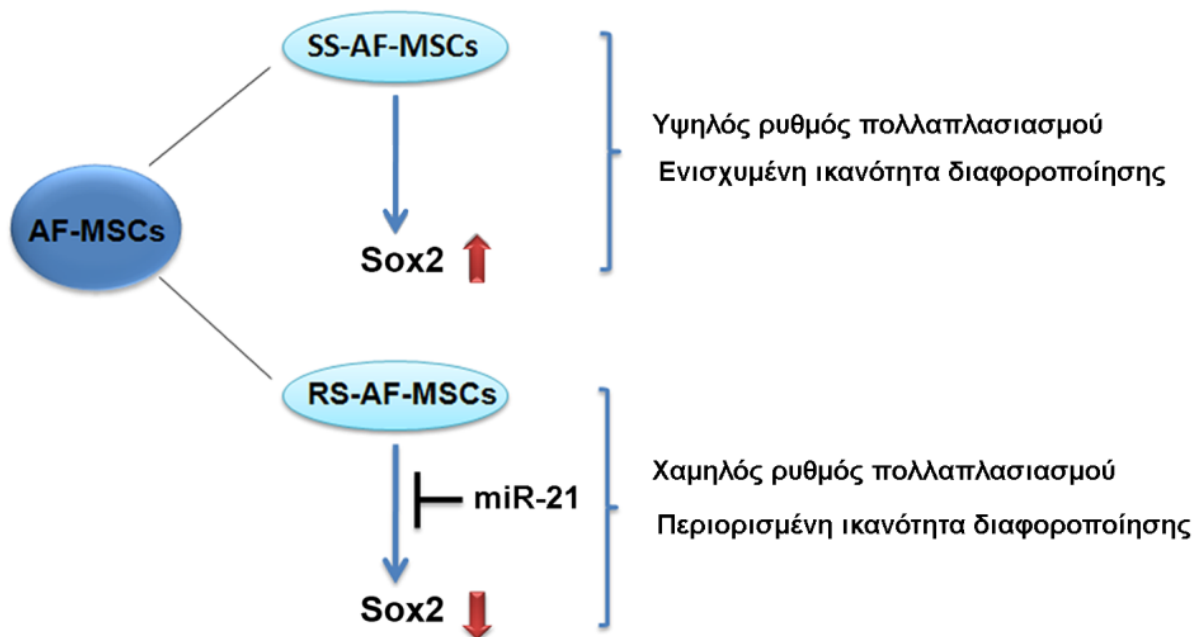 SS-AF-MSCs
Υψηλός ρυθμός πολλαπλασιασμού
Ενισχυμένη ικανότητα διαφοροποίησης
AF-MSCs
Sox2
RS-AF-MSCs
Χαμηλός ρυθμός πολλαπλασιασμού
miR-21
Περιορισμένη ικανότητα διαφοροποίησης
Sox2